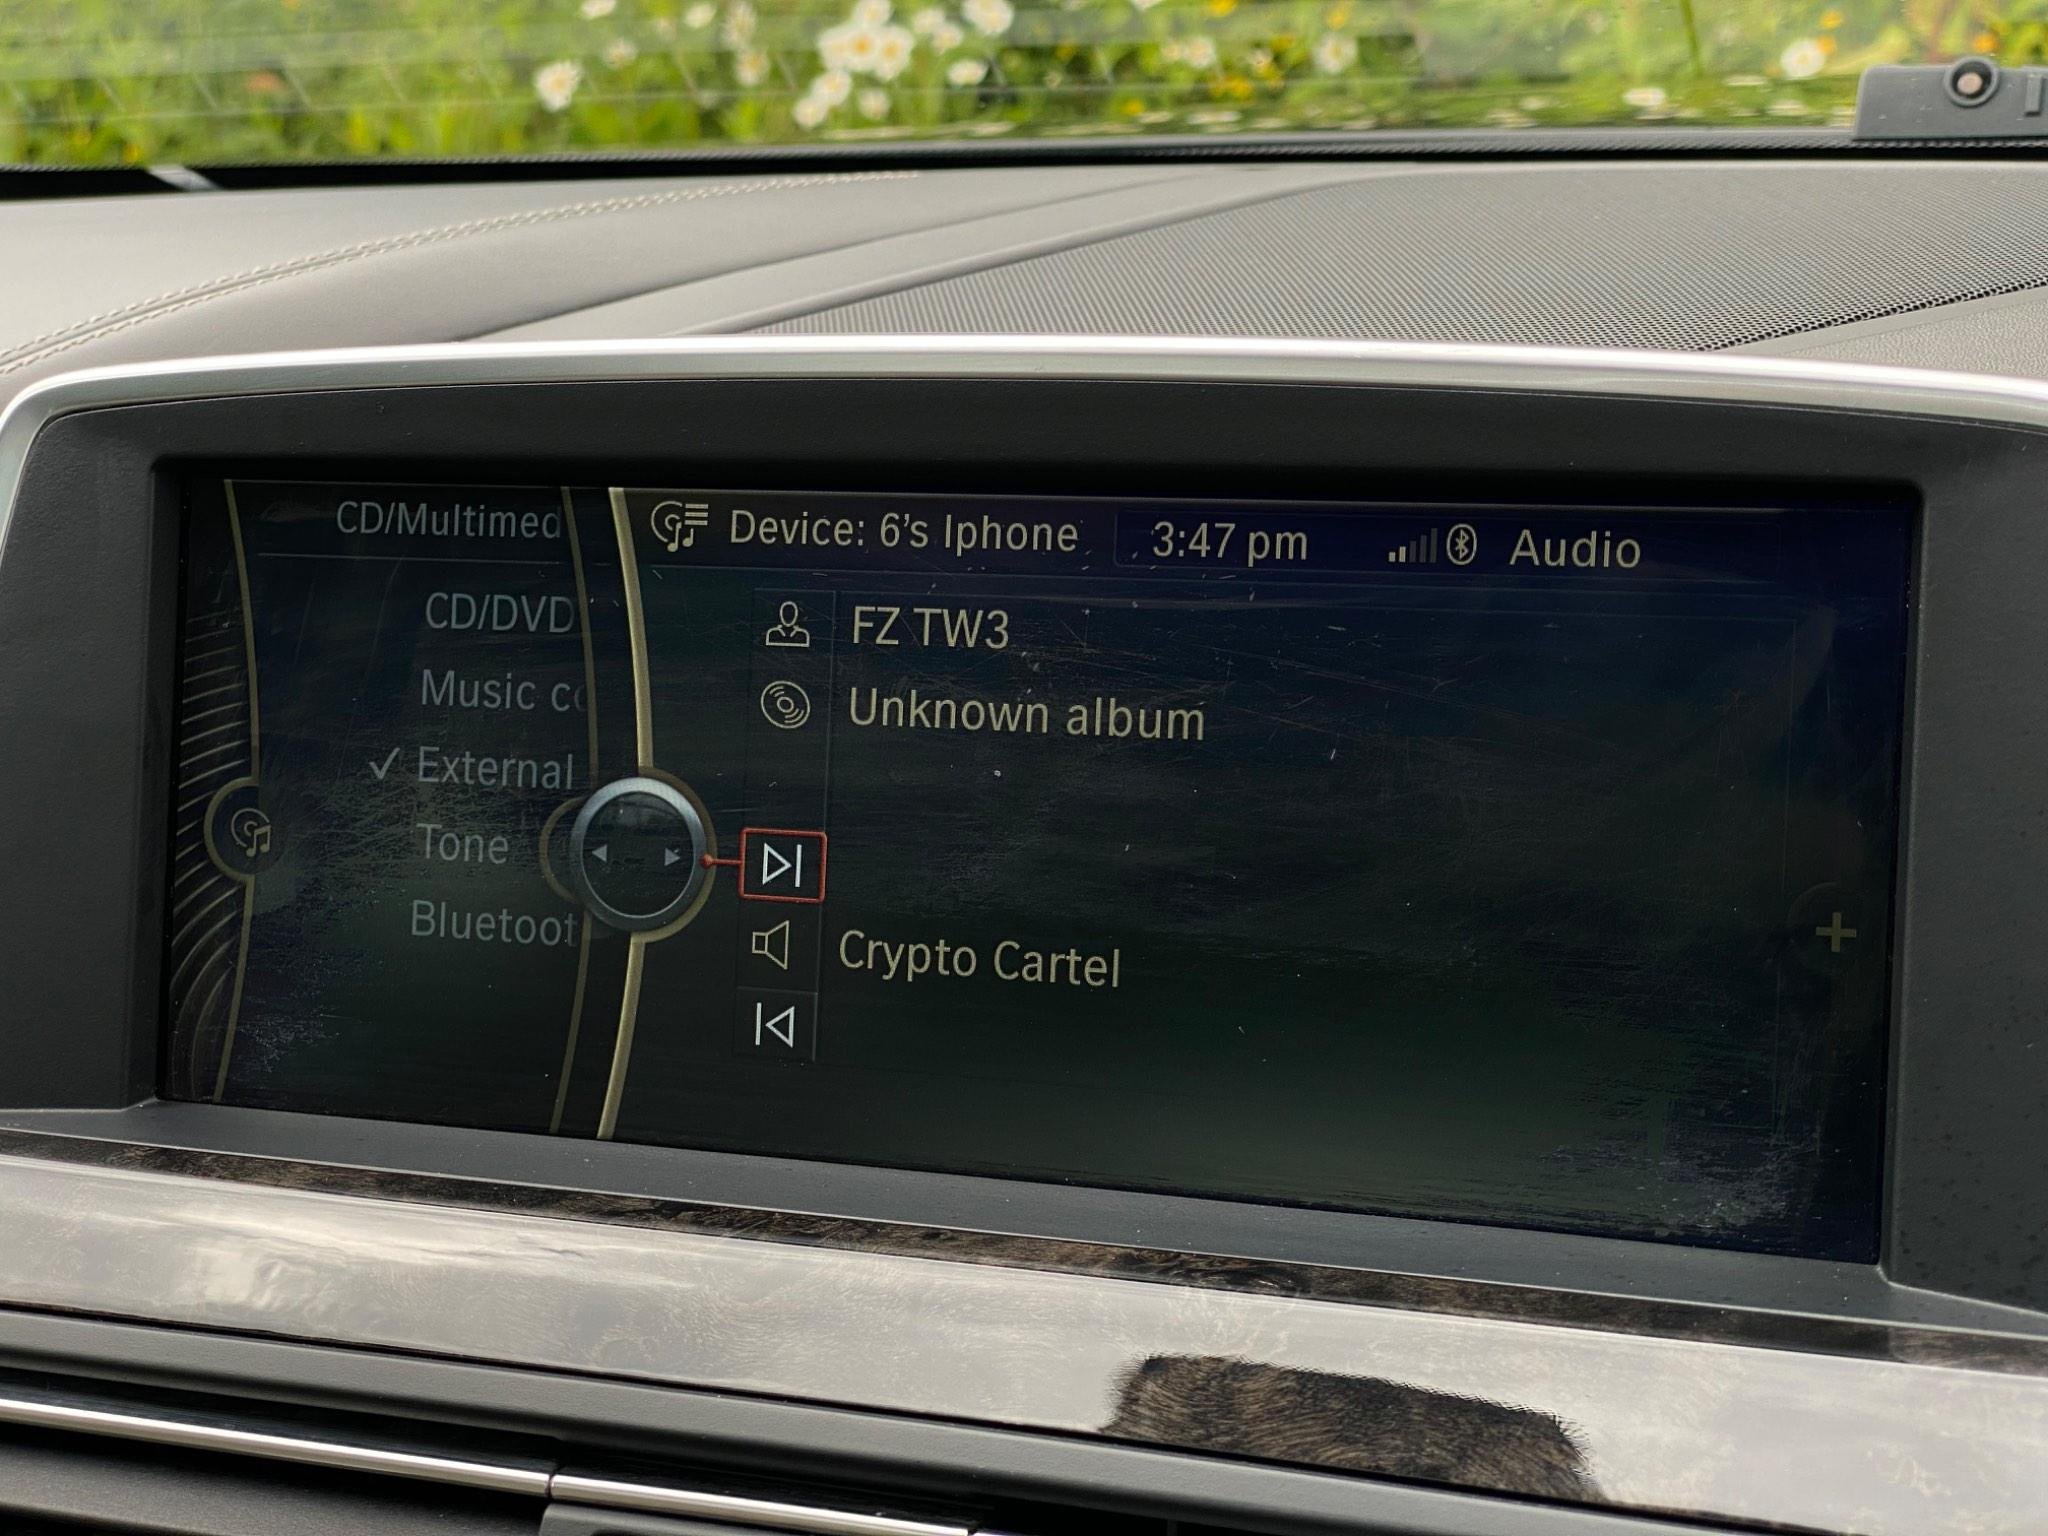 CD/Multimed
Device: 6's Iphone
3:47 pm
Audio
CD/DVD
Music c
✓ External
Tone
Bluetoot
FZ TW3
Unknown album
Crypto Cartel